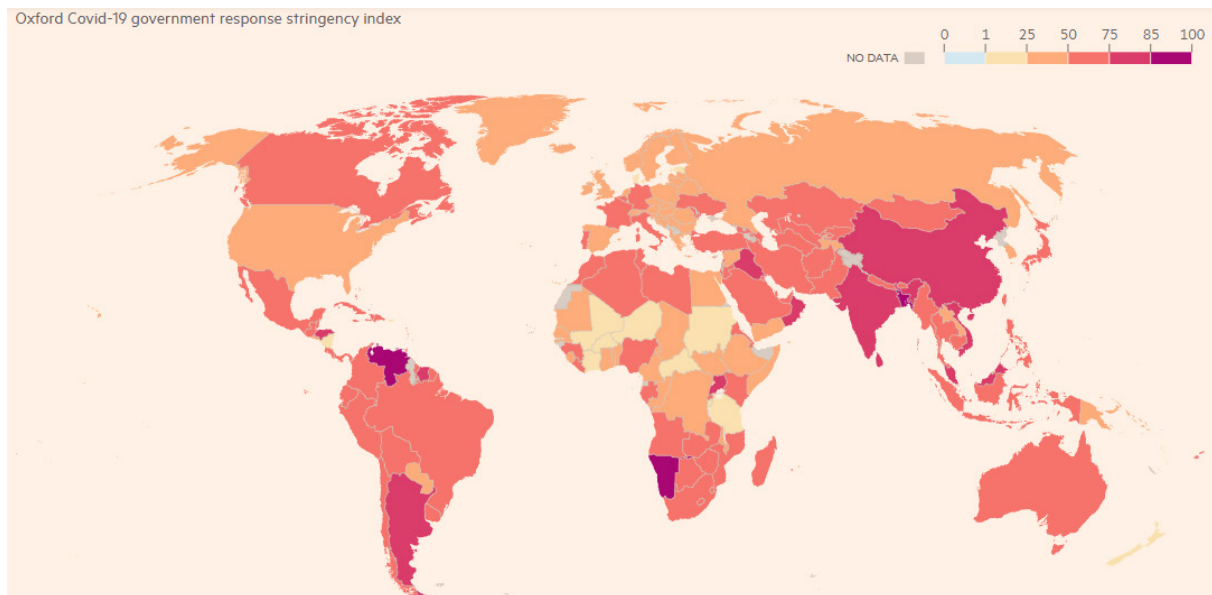 Oxford Covid-19 government response stringency index
0 1 25 50 75 85 100
NO DATA